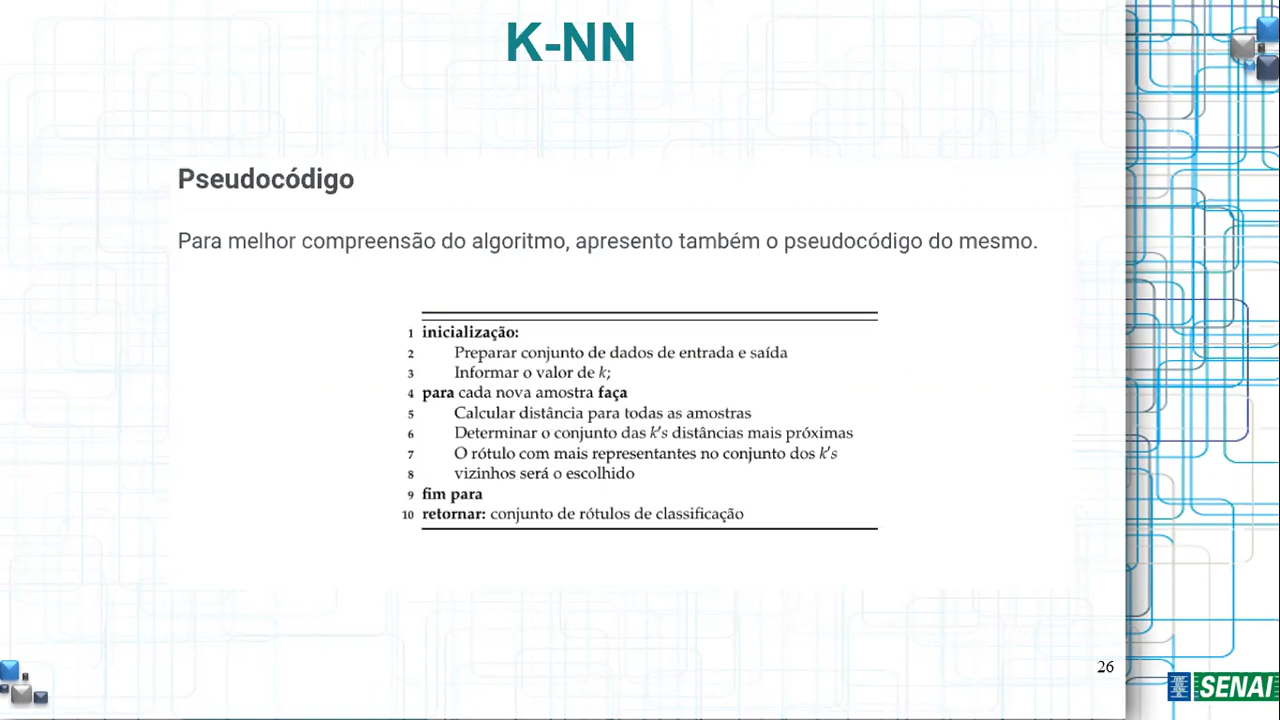 K-NN
Pseudocódigo
Para melhor compreensão do algoritmo, apresento também o pseudocódigo do mesmo.
1 inicialização:
2 Preparar conjunto de dados de entrada e saída
3 Informar o valor de k;
4 para cada nova amostra faça
5 Calcular distância para todas as amostras
6 Determinar o conjunto das k's distâncias mais próximas
7 O rótulo com mais representantes no conjunto dos k's
8 vizinhos será o escolhido
9 fim para
10 retornar: conjunto de rótulos de classificação
26
SENAI